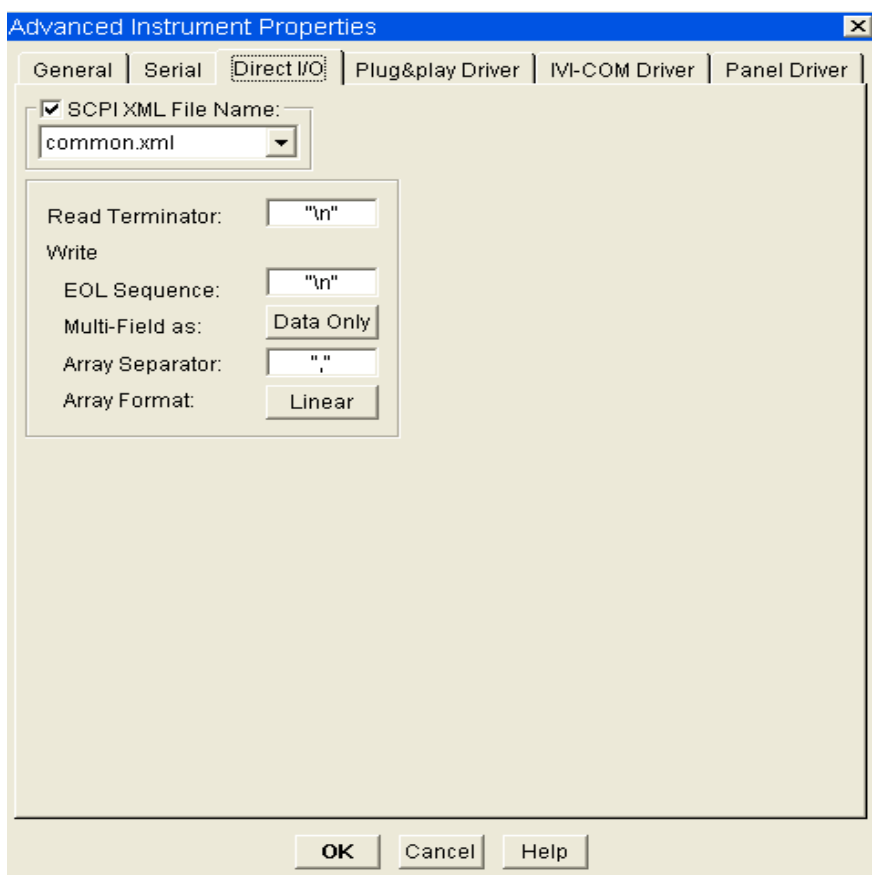 Advanced Instrument Properties
General Serial Direct I/O Plug&play Driver IVI-COM Driver Panel Driver
SCPI XML File Name:
common.xml
Read Terminator: "\n"
Write
EOL Sequence: "\n"
Multi-Field as: Data Only
Array Separator: ","
Array Format: Linear
OK Cancel Help